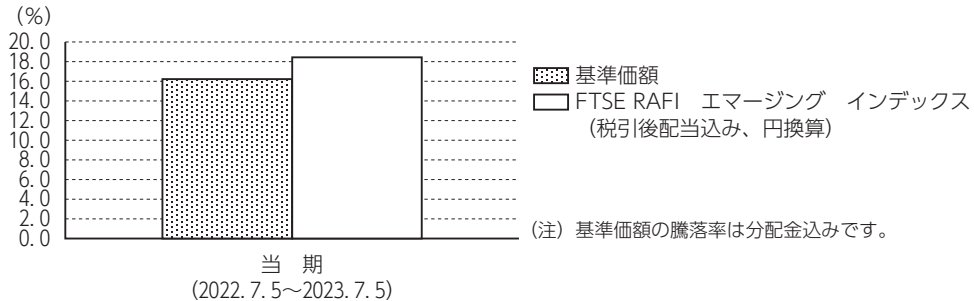 (%)
20.0
18.0
16.0
14.0
12.0
10.0
8.0
6.0
4.0
2.0
0.0
基準価額
FTSE RAFI エマージング インデックス
(税引後配当込み、円換算)
(注) 基準価額の騰落率は分配金込みです。
当 期
(2022.7.5~2023.7.5)